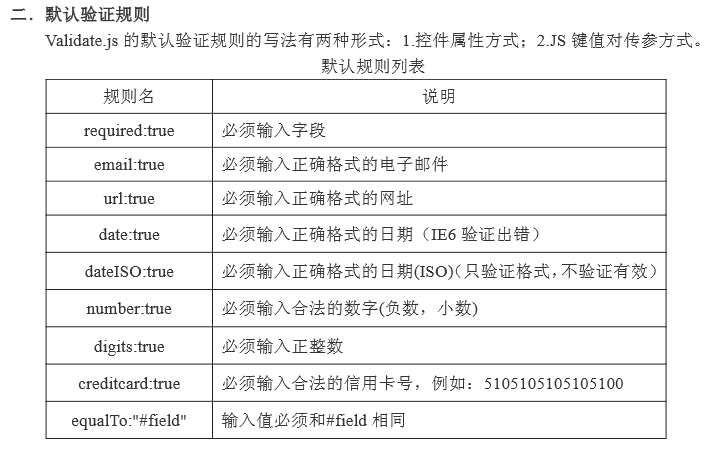 二．默认验证规则
Validate.js 的默认验证规则的写法有两种形式：1.控件属性方式；2.JS 键值对传参方式。
默认规则列表
规则名 说明
required:true 必须输入字段
email:true 必须输入正确格式的电子邮件
url:true 必须输入正确格式的网址
date:true 必须输入正确格式的日期（IE6 验证出错）
dateISO:true 必须输入正确格式的日期(ISO)（只验证格式，不验证有效）
number:true 必须输入合法的数字(负数，小数)
digits:true 必须输入正整数
creditcard:true 必须输入合法的信用卡号，例如：5105105105105100
equalTo:"#field" 输入值必须和#field 相同